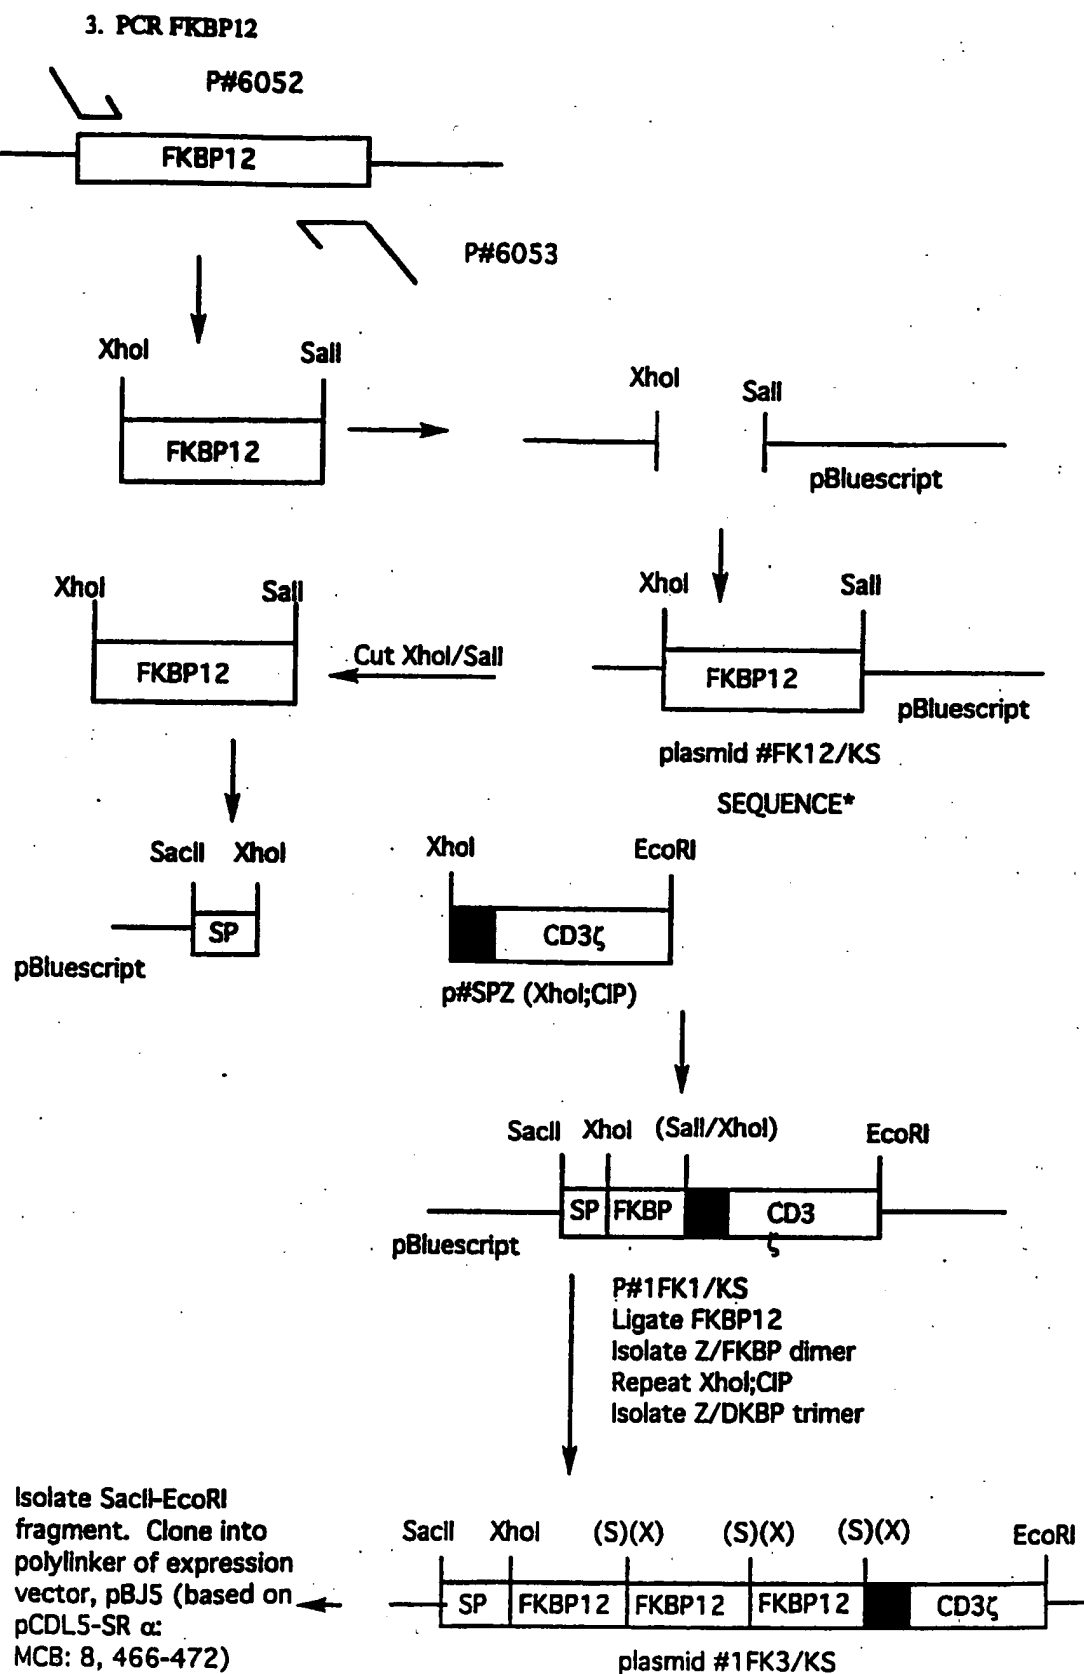 3. PCR FKBP12
P#6052
FKBP12
P#6053
XhoI SalI
FKBP12
XhoI SalI
pBluescript
XhoI SalI
FKBP12
Cut XhoI/SalI
XhoI SalI
FKBP12
pBluescript
plasmid #FK12/KS
SEQUENCE*
SacII XhoI
SP
pBluescript
XhoI EcoRI
CD3ζ
p#SPZ (XhoI;CIP)
SacII XhoI (SalI/XhoI) EcoRI
SP FKBP CD3
ζ
pBluescript
P#1FK1/KS
Ligate FKBP12
Isolate Z/FKBP dimer
Repeat XhoI;CIP
Isolate Z/DKBP trimer
Isolate SacII-EcoRI
fragment. Clone into
polylinker of expression
vector, pBJ5 (based on
pCDL5-SR α:
MCB: 8, 466-472)
SacII XhoI (S)(X) (S)(X) (S)(X) EcoRI
SP FKBP12 FKBP12 FKBP12 CD3ζ
plasmid #1FK3/KS